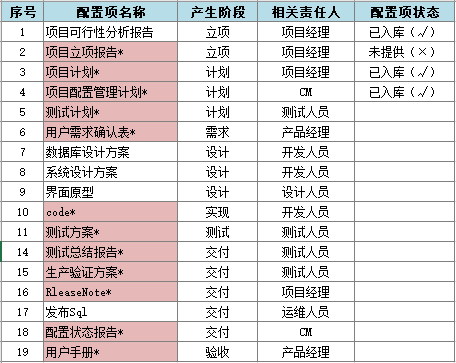 序号 配置项名称 产生阶段 相关责任人 配置项状态
1 项目可行性分析报告 立项 项目经理 已入库（√）
2 项目立项报告* 立项 项目经理 未提供（×）
3 项目计划* 计划 项目经理 已入库（√）
4 项目配置管理计划* 计划 CM 已入库（√）
5 测试计划* 计划 测试人员
6 用户需求确认表* 需求 产品经理
7 数据库设计方案 设计 开发人员
8 系统设计方案 设计 开发人员
9 界面原型 设计 设计人员
10 code* 实现 开发人员
11 测试方案* 测试 测试人员
14 测试总结报告* 交付 测试人员
15 生产验证方案* 交付 测试人员
16 RleaseNote* 交付 项目经理
17 发布Sql 交付 运维人员
18 配置状态报告* 交付 CM
19 用户手册* 验收 产品经理